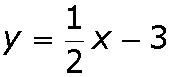 y = 1/2 x − 3